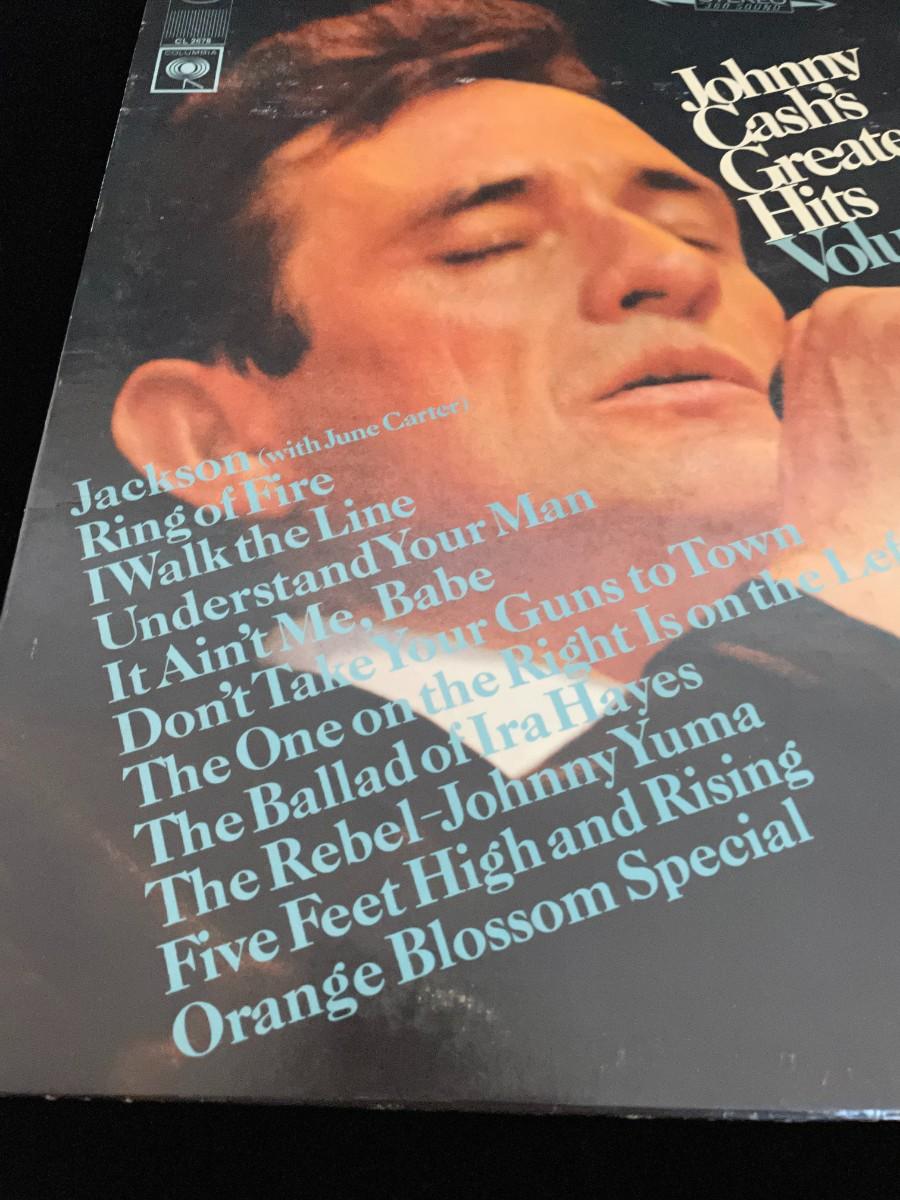 CL 2678
COLUMBIA
360 SOUND
Johnny
Cash's
Greate
Hits
Volu
Jackson (with June Carter)
Ring of Fire
I Walk the Line
Understand Your Man
It Ain't Me, Babe
Don't Take Your Guns to Town
The One on the Right Is on the Lef
The Ballad of Ira Hayes
The Rebel-Johnny Yuma
Five Feet High and Rising
Orange Blossom Special